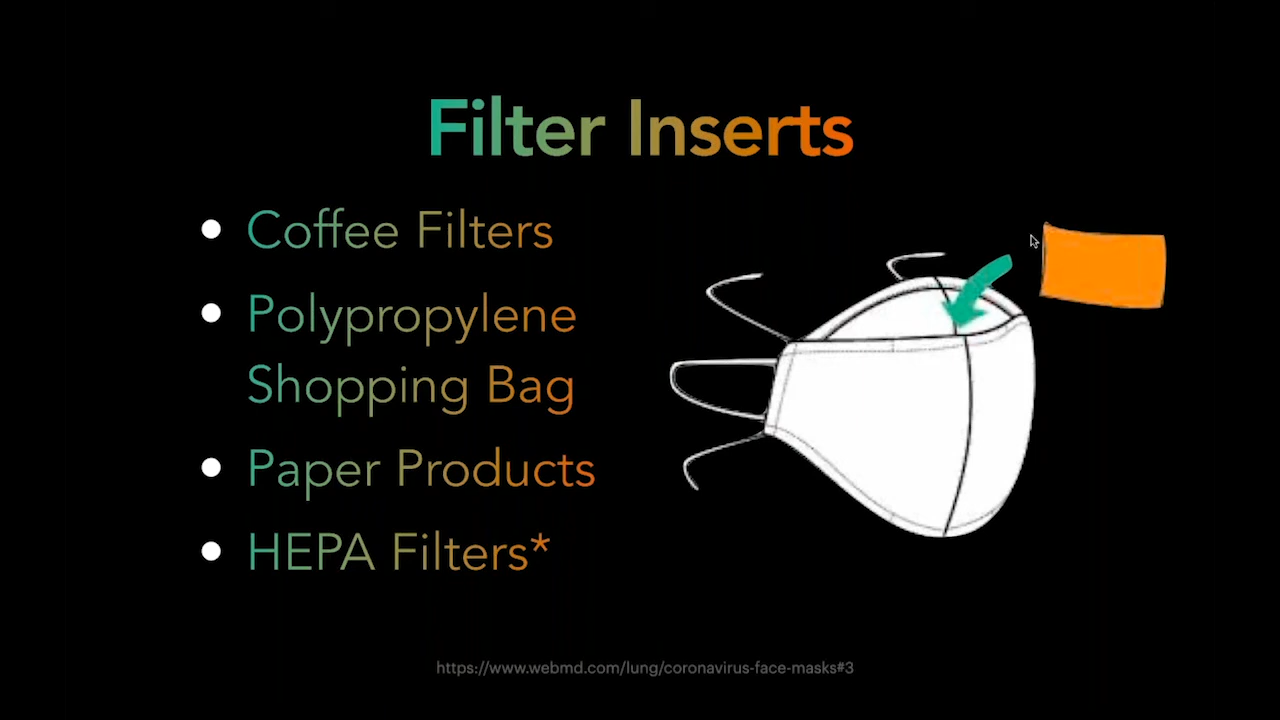 Filter Inserts
Coffee Filters
Polypropylene
Shopping Bag
Paper Products
HEPA Filters*
https://www.webmd.com/lung/coronavirus-face-masks#3